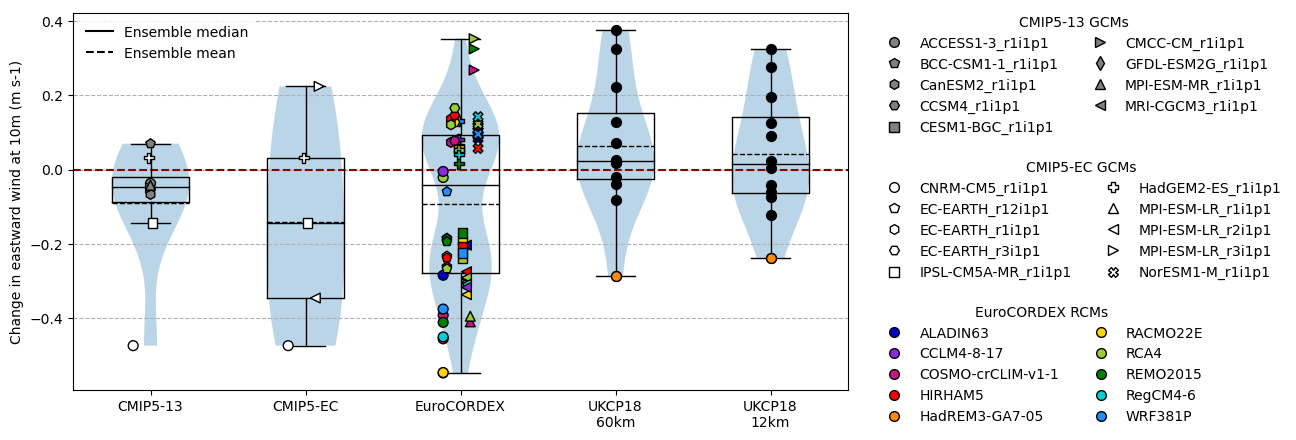 Change in eastward wind at 10m (m s-1)
0.4
0.2
0.0
−0.2
−0.4
Ensemble median
Ensemble mean
CMIP5-13
CMIP5-EC
EuroCORDEX
UKCP18
60km
UKCP18
12km
CMIP5-13 GCMs
ACCESS1-3_r1i1p1
BCC-CSM1-1_r1i1p1
CanESM2_r1i1p1
CCSM4_r1i1p1
CESM1-BGC_r1i1p1
CMCC-CM_r1i1p1
GFDL-ESM2G_r1i1p1
MPI-ESM-MR_r1i1p1
MRI-CGCM3_r1i1p1
CMIP5-EC GCMs
CNRM-CM5_r1i1p1
EC-EARTH_r12i1p1
EC-EARTH_r1i1p1
EC-EARTH_r3i1p1
IPSL-CM5A-MR_r1i1p1
HadGEM2-ES_r1i1p1
MPI-ESM-LR_r1i1p1
MPI-ESM-LR_r2i1p1
MPI-ESM-LR_r3i1p1
NorESM1-M_r1i1p1
EuroCORDEX RCMs
ALADIN63
CCLM4-8-17
COSMO-crCLIM-v1-1
HIRHAM5
HadREM3-GA7-05
RACMO22E
RCA4
REMO2015
RegCM4-6
WRF381P